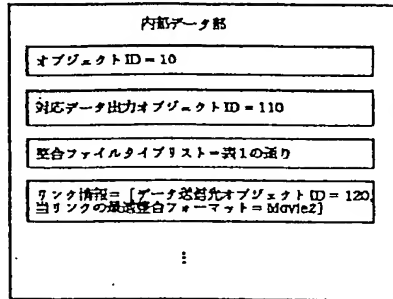 内部データ部
オブジェクトID = 10
対応データ出力オブジェクトID = 110
整合ファイルタイプリスト=表1の通り
リンク情報= [データ送信先オブジェクトID = 120,
当リンクの最適整合フォーマット= Movie2]
⋮